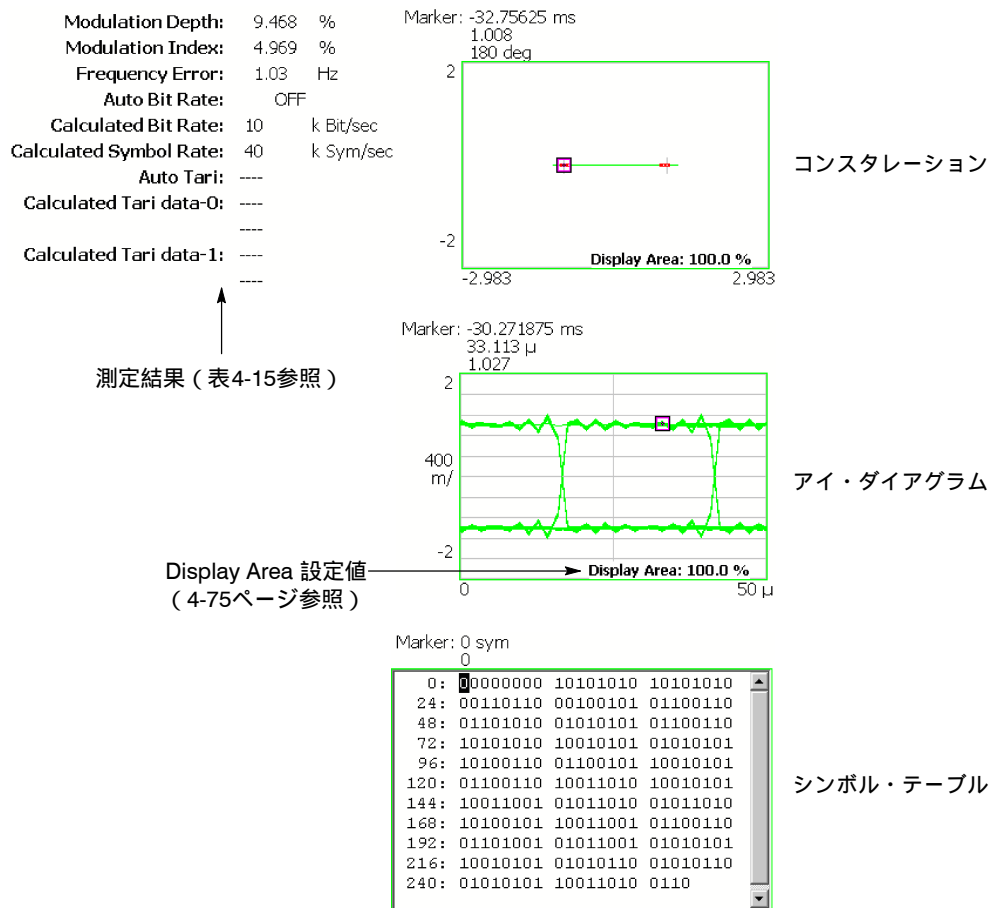 Modulation Depth: 9.468 %
Modulation Index: 4.969 %
Frequency Error: 1.03 Hz
Auto Bit Rate: OFF
Calculated Bit Rate: 10 k Bit/sec
Calculated Symbol Rate: 40 k Sym/sec
Auto Tari: ----
Calculated Tari data-0: ----
----
Calculated Tari data-1: ----
----
測定結果（表4-15参照）
Marker: -32.75625 ms
1.008
180 deg
2
-2
Display Area: 100.0 %
-2.983 2.983
コンスタレーション
Marker: -30.271875 ms
33.113 μ
1.027
2
400
m/
-2
Display Area: 100.0 %
0 50 μ
アイ・ダイアグラム
Display Area 設定値
（4-75ページ参照）
Marker: 0 sym
0
0: 00000000 10101010 10101010
24: 00110110 00100101 01100110
48: 01101010 01010101 01100110
72: 10101010 10010101 01010101
96: 10100110 01100101 10010101
120: 01100110 10011010 10010101
144: 10011001 01011010 01011010
168: 10100101 10011001 01100110
192: 01101001 01011001 01010101
216: 10010101 01010110 01010110
240: 01010101 10011010 0110
シンボル・テーブル